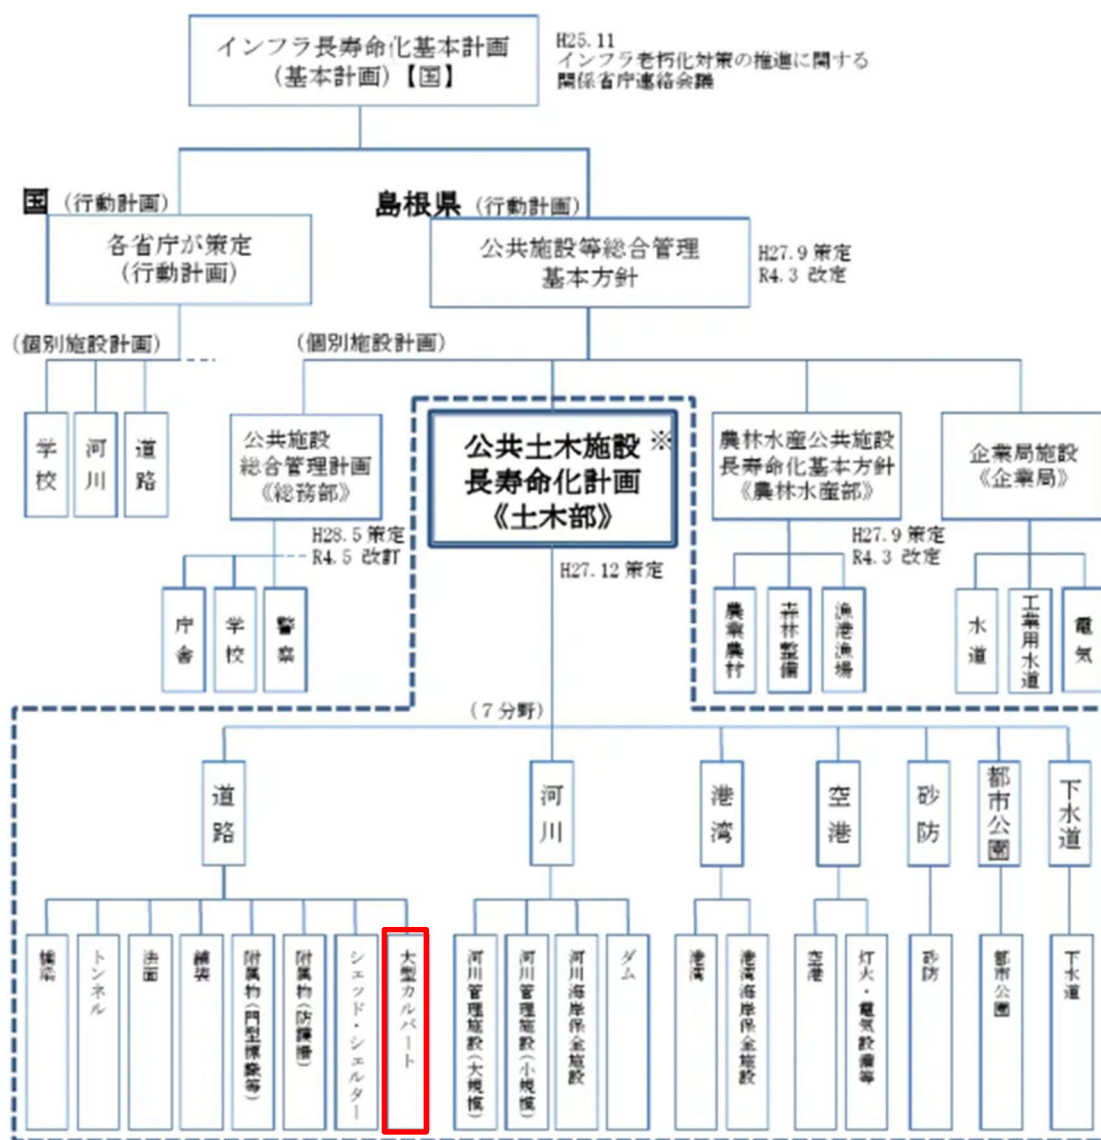 インフラ長寿命化基本計画
(基本計画)【国】
H25.11
インフラ老朽化対策の推進に関する
関係省庁連絡会議
国 (行動計画)
各省庁が策定
(行動計画)
島根県 (行動計画)
公共施設等総合管理
基本方針
H27.9 策定
R4.3 改定
(個別施設計画)
学校
河川
道路
(個別施設計画)
公共施設
総合管理計画
《総務部》
H28.5 策定
R4.5 改訂
庁舎
学校
警察
公共土木施設※
長寿命化計画
《土木部》
H27.12 策定
農林水産公共施設
長寿命化基本方針
《農林水産部》
H27.9 策定
R4.3 改定
農業農村
森林整備
漁港漁場
企業局施設
《企業局》
水道
工業用水道
電気
(7分野)
道路
河川
港湾
空港
砂防
都市公園
下水道
橋梁
トンネル
法面
舗装
附属物(門型標識等)
附属物(防護柵)
シェッド・シェルター
大型カルバート
河川管理施設(大規模)
河川管理施設(小規模)
河川海岸保全施設
ダム
港湾
港湾海岸保全施設
空港
灯火・電気設備等
砂防
都市公園
下水道